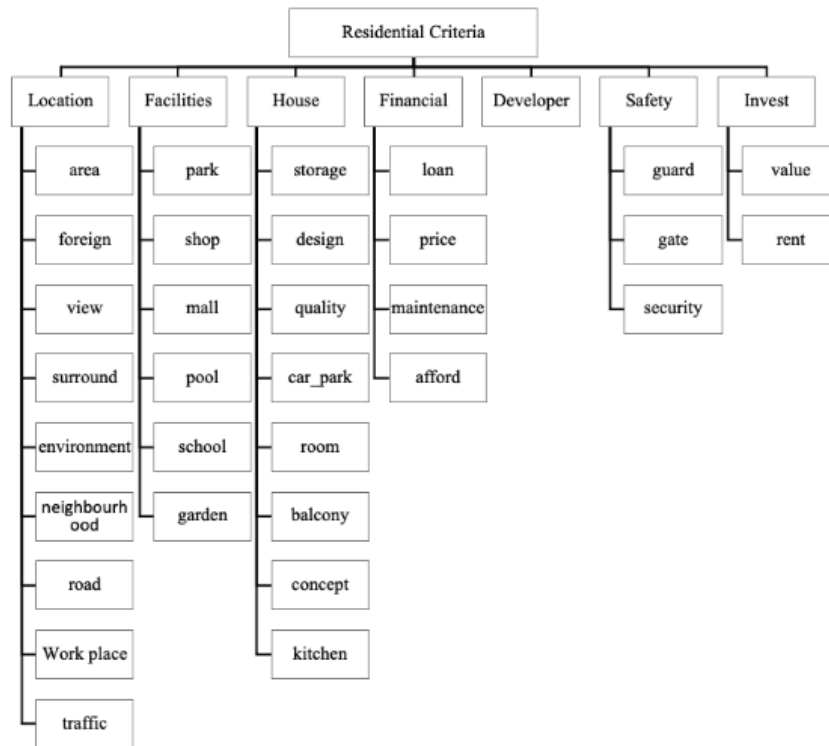 Residential Criteria
Location
Facilities
House
Financial
Developer
Safety
Invest
area
foreign
view
surround
environment
neighbourh
ood
road
Work place
traffic
park
shop
mall
pool
school
garden
storage
design
quality
car_park
room
balcony
concept
kitchen
loan
price
maintenance
afford
guard
gate
security
value
rent